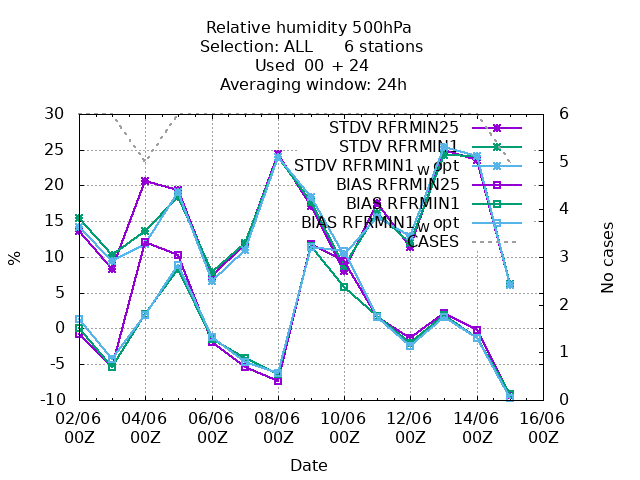 Relative humidity 500hPa
Selection: ALL 6 stations
Used 00 + 24
Averaging window: 24h
30
25
20
15
10
5
0
-5
-10
%
6
5
4
3
2
1
0
No cases
STDV RFRMIN25
STDV RFRMIN1
STDV RFRMIN1w opt
BIAS RFRMIN25
BIAS RFRMIN1
BIAS RFRMIN1w opt
CASES
02/06 04/06 06/06 08/06 10/06 12/06 14/06 16/06
00Z 00Z 00Z 00Z 00Z 00Z 00Z 00Z
Date